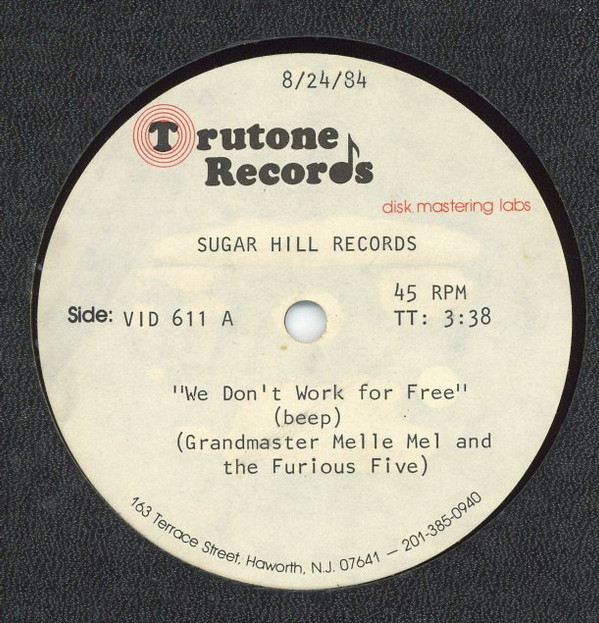 8/24/84
Trutone
Records
disk mastering labs
SUGAR HILL RECORDS
45 RPM
Side: VID 611 A
TT: 3:38
"We Don't Work for Free"
(beep)
(Grandmaster Melle Mel and
the Furious Five)
163 Terrace Street, Haworth, N.J. 07641 — 201-385-0940